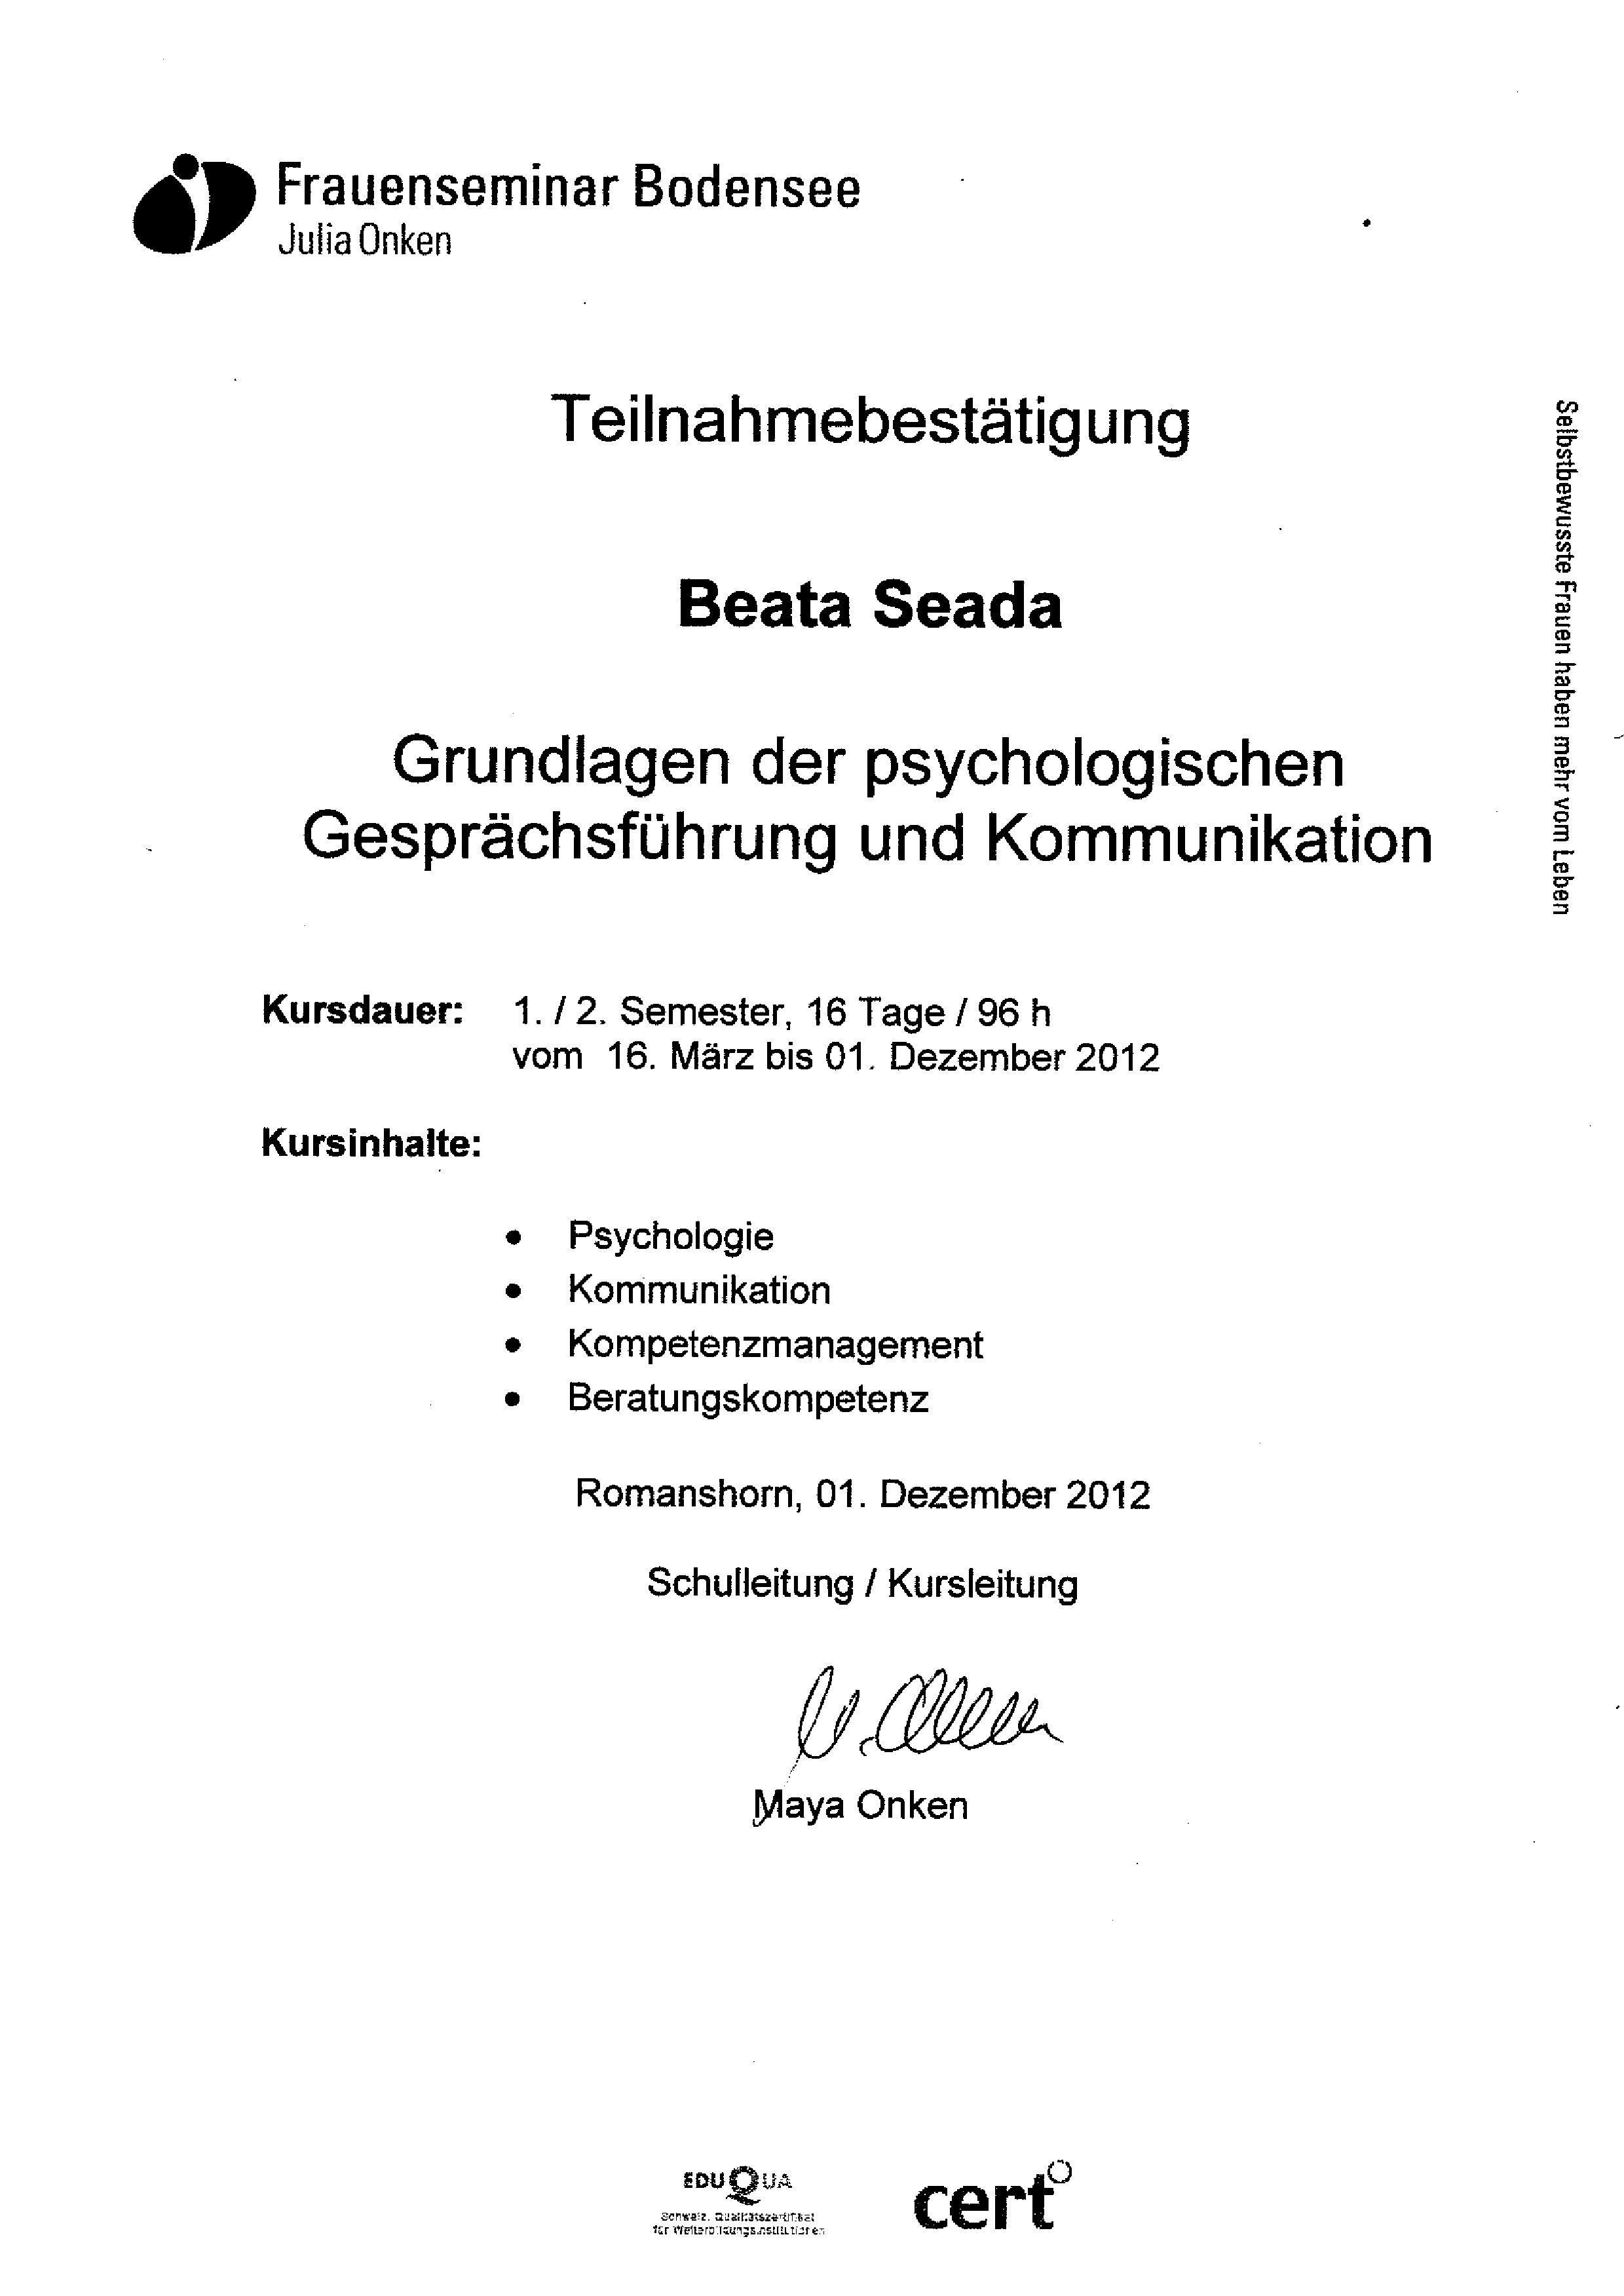 Frauenseminar Bodensee
Julia Onken
Teilnahmebestätigung
Beata Seada
Grundlagen der psychologischen
Gesprächsführung und Kommunikation
Selbstbewusste Frauen haben mehr vom Leben
Kursdauer: 1. / 2. Semester, 16 Tage / 96 h
vom 16. März bis 01. Dezember 2012
Kursinhalte:
• Psychologie
• Kommunikation
• Kompetenzmanagement
• Beratungskompetenz
Romanshorn, 01. Dezember 2012
Schulleitung / Kursleitung
Maya Onken
EDUQUA
Schweiz. Qualitätszertifikat
für Weiterbildungsinstitutionen
cert